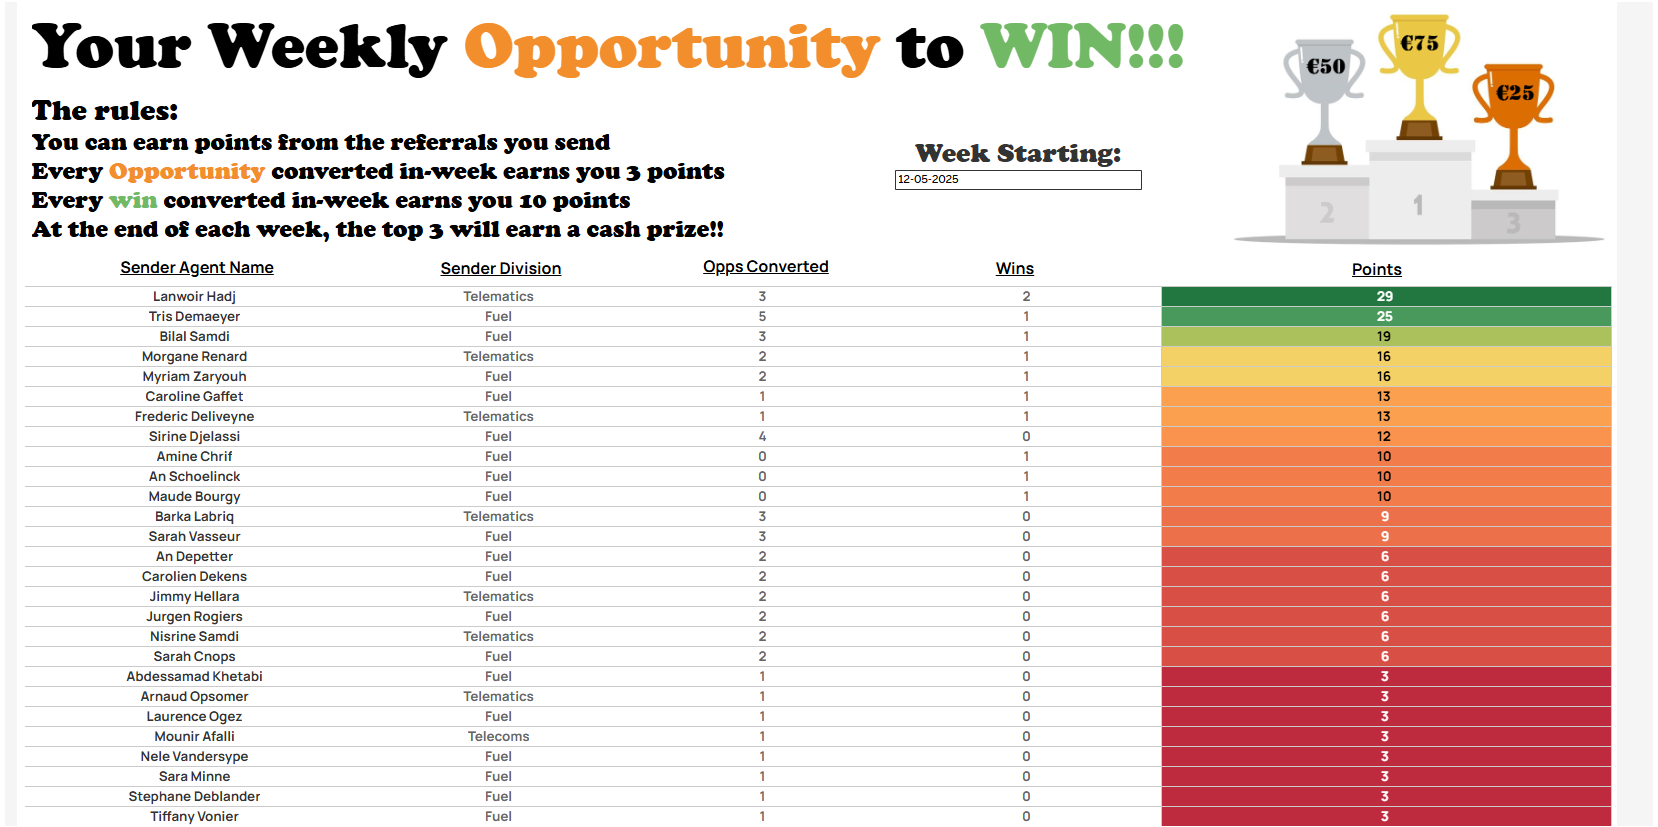 Your Weekly Opportunity to WIN!!!
€50 €75 €25
The rules:
You can earn points from the referrals you send
Every Opportunity converted in-week earns you 3 points
Every win converted in-week earns you 10 points
At the end of each week, the top 3 will earn a cash prize!!
Week Starting:
12-05-2025
2 1 3
Sender Agent Name Sender Division Opps Converted Wins Points
Lanwoir Hadj Telematics 3 2 29
Tris Demaeyer Fuel 5 1 25
Bilal Samdi Fuel 3 1 19
Morgane Renard Telematics 2 1 16
Myriam Zaryouh Fuel 2 1 16
Caroline Gaffet Fuel 1 1 13
Frederic Deliveyne Telematics 1 1 13
Sirine Djelassi Fuel 4 0 12
Amine Chrif Fuel 0 1 10
An Schoelinck Fuel 0 1 10
Maude Bourgy Fuel 0 1 10
Barka Labriq Telematics 3 0 9
Sarah Vasseur Fuel 3 0 9
An Depetter Fuel 2 0 6
Carolien Dekens Fuel 2 0 6
Jimmy Hellara Telematics 2 0 6
Jurgen Rogiers Fuel 2 0 6
Nisrine Samdi Telematics 2 0 6
Sarah Cnops Fuel 2 0 6
Abdessamad Khetabi Fuel 1 0 3
Arnaud Opsomer Telematics 1 0 3
Laurence Ogez Fuel 1 0 3
Mounir Afalli Telecoms 1 0 3
Nele Vandersype Fuel 1 0 3
Sara Minne Fuel 1 0 3
Stephane Deblander Fuel 1 0 3
Tiffany Vonier Fuel 1 0 3